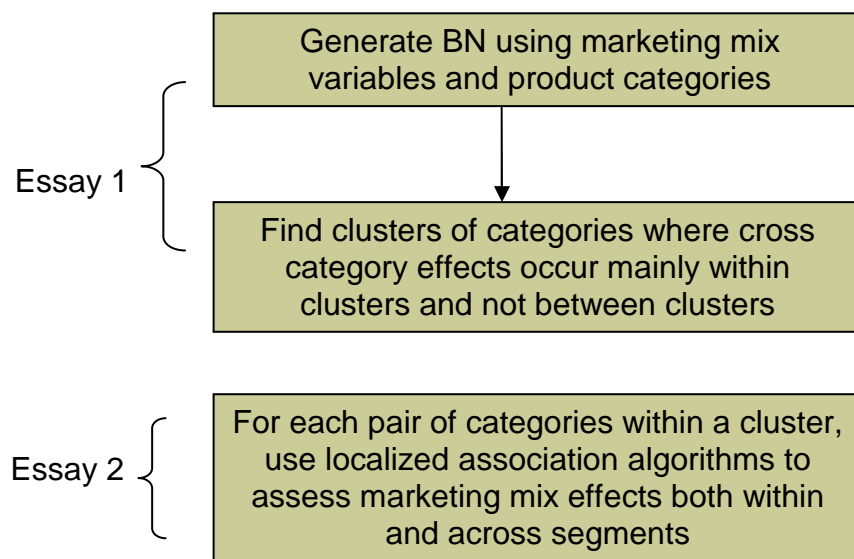 Generate BN using marketing mix
variables and product categories
Essay 1
Find clusters of categories where cross
category effects occur mainly within
clusters and not between clusters
For each pair of categories within a cluster,
use localized association algorithms to
assess marketing mix effects both within
and across segments
Essay 2